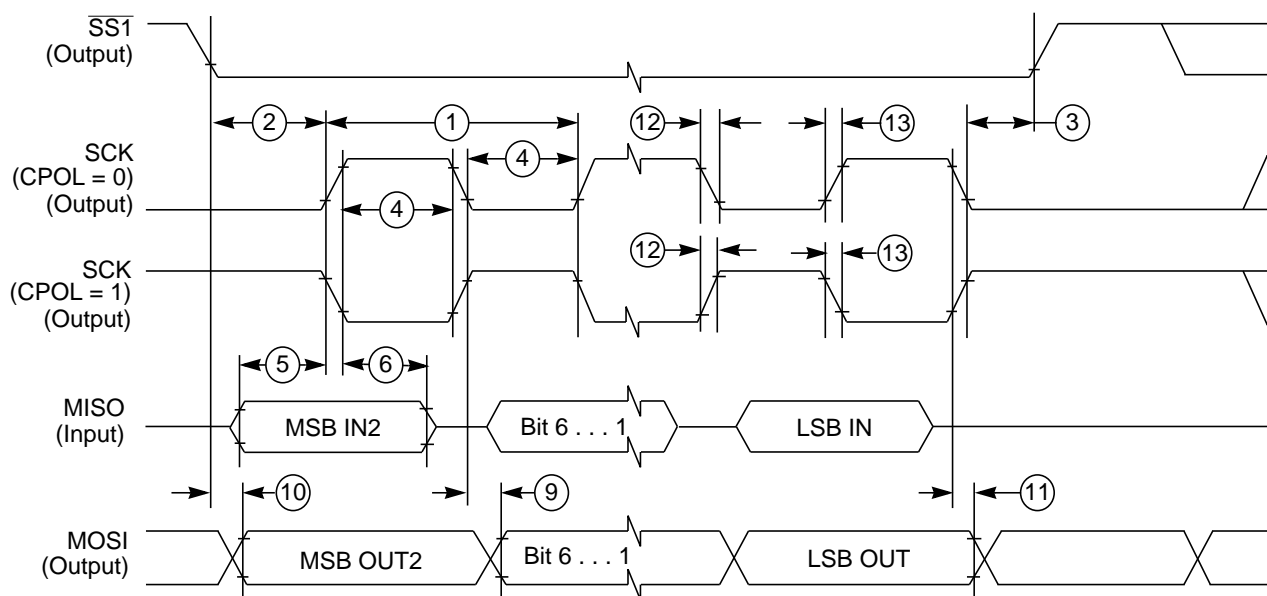 SS1
(Output)
2
1
12
13
3
SCK
(CPOL = 0)
(Output)
4
4
SCK
(CPOL = 1)
(Output)
12
13
5
6
MISO
(Input)
MSB IN2
Bit 6 . . . 1
LSB IN
10
9
11
MOSI
(Output)
MSB OUT2
Bit 6 . . . 1
LSB OUT